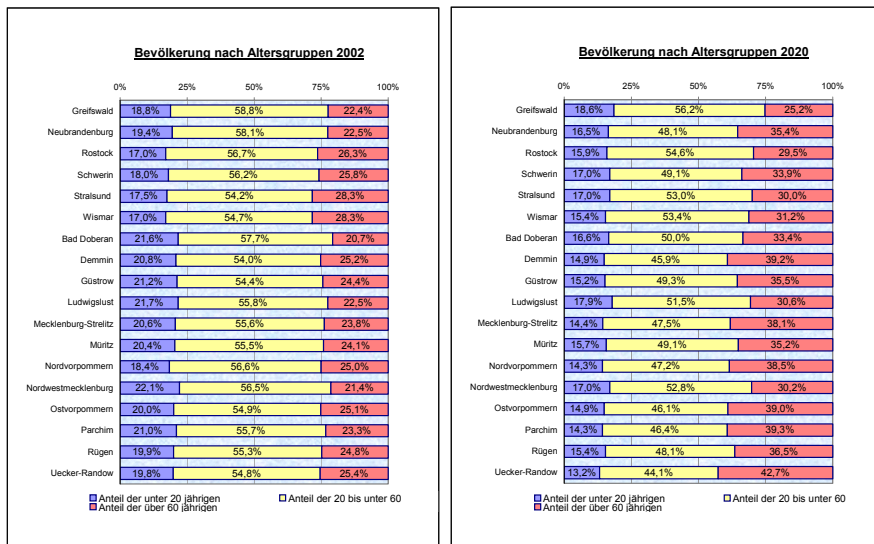 Bevölkerung nach Altersgruppen 2002
0% 25% 50% 75% 100%
Greifswald 18,8% 58,8% 22,4%
Neubrandenburg 19,4% 58,1% 22,5%
Rostock 17,0% 56,7% 26,3%
Schwerin 18,0% 56,2% 25,8%
Stralsund 17,5% 54,2% 28,3%
Wismar 17,0% 54,7% 28,3%
Bad Doberan 21,6% 57,7% 20,7%
Demmin 20,8% 54,0% 25,2%
Güstrow 21,2% 54,4% 24,4%
Ludwigslust 21,7% 55,8% 22,5%
Mecklenburg-Strelitz 20,6% 55,6% 23,8%
Müritz 20,4% 55,5% 24,1%
Nordvorpommern 18,4% 56,6% 25,0%
Nordwestmecklenburg 22,1% 56,5% 21,4%
Ostvorpommern 20,0% 54,9% 25,1%
Parchim 21,0% 55,7% 23,3%
Rügen 19,9% 55,3% 24,8%
Uecker-Randow 19,8% 54,8% 25,4%
Anteil der unter 20 jährigen Anteil der 20 bis unter 60
Anteil der über 60 jährigen
Bevölkerung nach Altersgruppen 2020
0% 25% 50% 75% 100%
Greifswald 18,6% 56,2% 25,2%
Neubrandenburg 16,5% 48,1% 35,4%
Rostock 15,9% 54,6% 29,5%
Schwerin 17,0% 49,1% 33,9%
Stralsund 17,0% 53,0% 30,0%
Wismar 15,4% 53,4% 31,2%
Bad Doberan 16,6% 50,0% 33,4%
Demmin 14,9% 45,9% 39,2%
Güstrow 15,2% 49,3% 35,5%
Ludwigslust 17,9% 51,5% 30,6%
Mecklenburg-Strelitz 14,4% 47,5% 38,1%
Müritz 15,7% 49,1% 35,2%
Nordvorpommern 14,3% 47,2% 38,5%
Nordwestmecklenburg 17,0% 52,8% 30,2%
Ostvorpommern 14,9% 46,1% 39,0%
Parchim 14,3% 46,4% 39,3%
Rügen 15,4% 48,1% 36,5%
Uecker-Randow 13,2% 44,1% 42,7%
Anteil der unter 20 jährigen Anteil der 20 bis unter 60
Anteil der über 60 jährigen